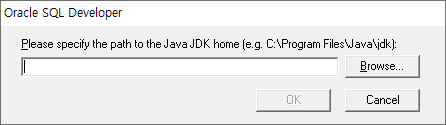 Oracle SQL Developer
Please specify the path to the Java JDK home (e.g. C:\Program Files\Java\jdk):
Browse...
OK
Cancel